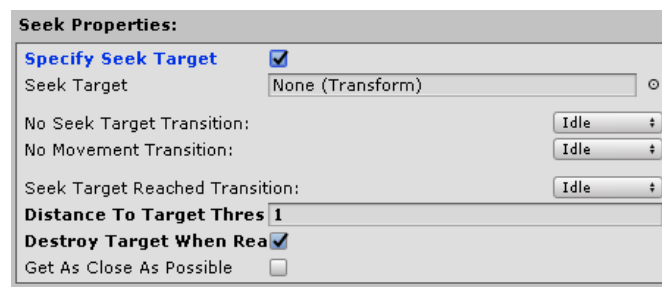 Seek Properties:
Specify Seek Target
Seek Target None (Transform)
No Seek Target Transition: Idle
No Movement Transition: Idle
Seek Target Reached Transition: Idle
Distance To Target Thres 1
Destroy Target When Rea
Get As Close As Possible